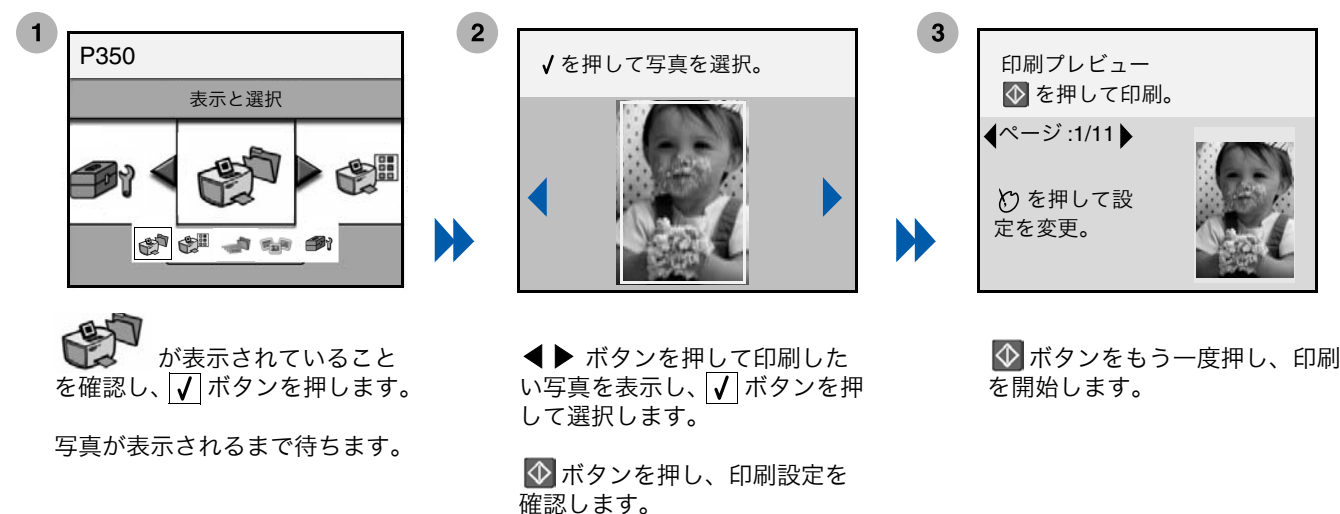 1
P350
表示と選択
が表示されていること
を確認し、√ ボタンを押します。
写真が表示されるまで待ちます。
2
√ を押して写真を選択。
◀ ▶ ボタンを押して印刷した
い写真を表示し、√ ボタンを押
して選択します。
ボタンを押し、印刷設定を
確認します。
3
印刷プレビュー
を押して印刷。
◀ページ :1/11▶
を押して設
定を変更。
ボタンをもう一度押し、印刷
を開始します。